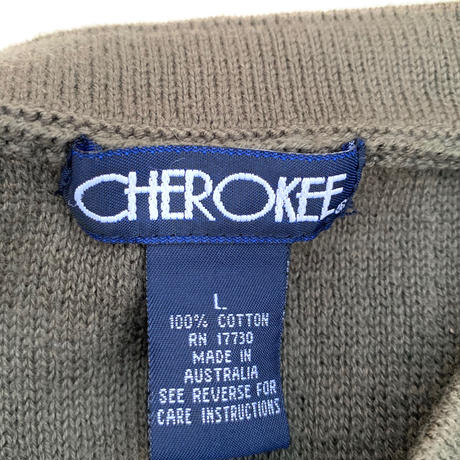 CHEROKEE®
L
100% COTTON
RN 17730
MADE IN
AUSTRALIA
SEE REVERSE FOR
CARE INSTRUCTIONS